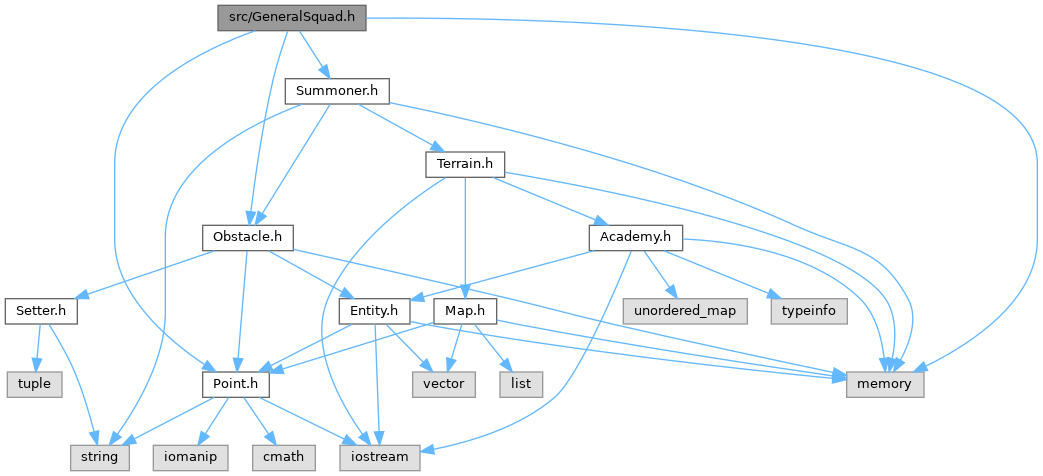 src/GeneralSquad.h
Summoner.h
Terrain.h
Obstacle.h
Academy.h
Setter.h
Entity.h
Map.h
unordered_map
typeinfo
tuple
Point.h
vector
list
memory
string
iomanip
cmath
iostream